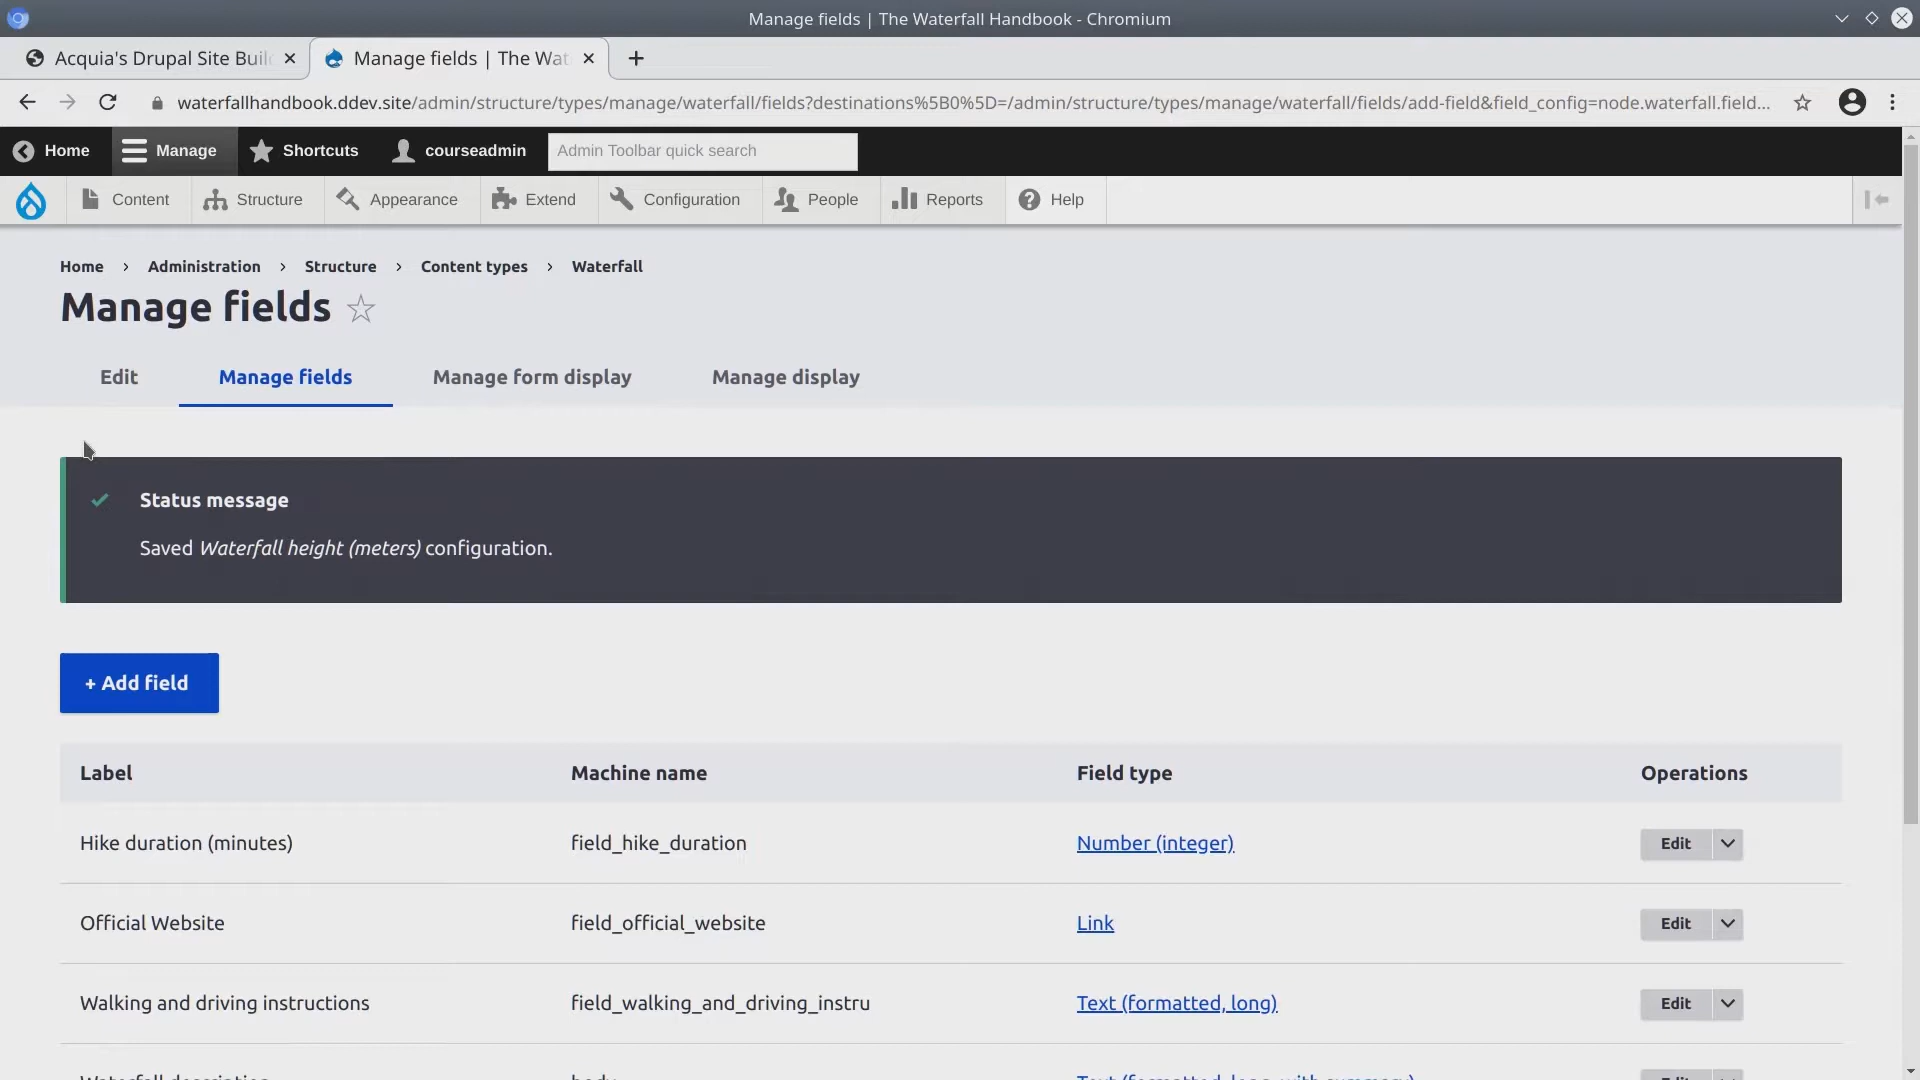 Manage fields | The Waterfall Handbook - Chromium
Acquia's Drupal Site Buil
Manage fields | The Wat
waterfallhandbook.ddev.site/admin/structure/types/manage/waterfall/fields?destinations%5B0%5D=/admin/structure/types/manage/waterfall/fields/add-field&field_config=node.waterfall.field...
Home Manage Shortcuts courseadmin Admin Toolbar quick search
Content Structure Appearance Extend Configuration People Reports Help
Home › Administration › Structure › Content types › Waterfall
Manage fields
Edit Manage fields Manage form display Manage display
Status message
Saved Waterfall height (meters) configuration.
+ Add field
Label Machine name Field type Operations
Hike duration (minutes) field_hike_duration Number (integer) Edit
Official Website field_official_website Link Edit
Walking and driving instructions field_walking_and_driving_instru Text (formatted, long) Edit